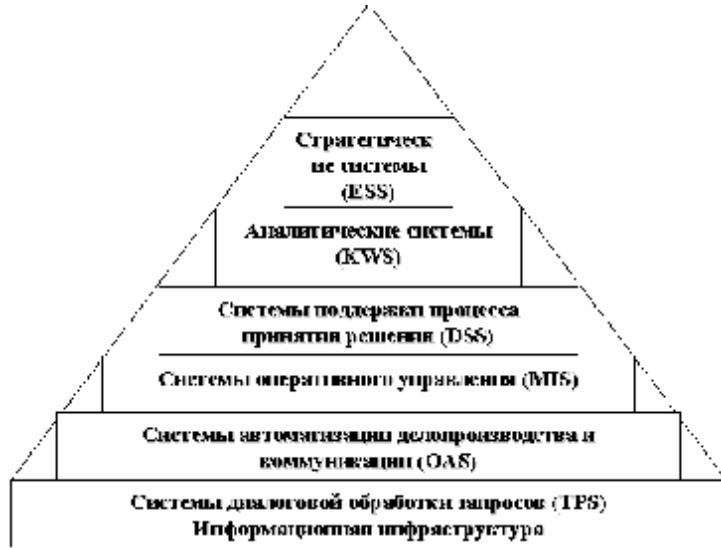 Стратегическ
ие системы
(ESS)
Аналитические системы
(KWS)
Системы поддержки процесса
принятия решения (DSS)
Системы оперативного управления (MIS)
Системы автоматизации делопроизводства и
коммуникации (OAS)
Системы диалоговой обработки запросов (TPS)
Информационная инфраструктура